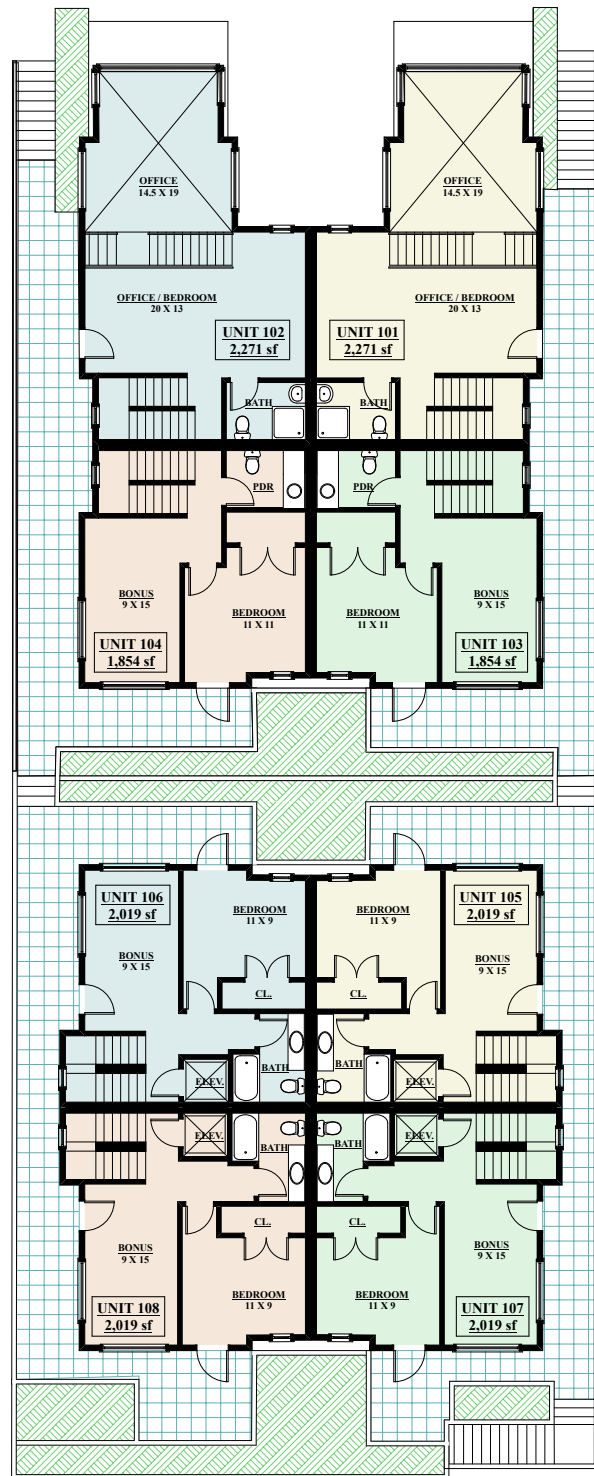 OFFICE
14.5 X 19
OFFICE
14.5 X 19
OFFICE / BEDROOM
20 X 13
OFFICE / BEDROOM
20 X 13
UNIT 102
2,271 sf
UNIT 101
2,271 sf
BATH
BATH
PDR
PDR
BONUS
9 X 15
BEDROOM
11 X 11
BEDROOM
11 X 11
BONUS
9 X 15
UNIT 104
1,854 sf
UNIT 103
1,854 sf
UNIT 106
2,019 sf
BEDROOM
11 X 9
BEDROOM
11 X 9
UNIT 105
2,019 sf
BONUS
9 X 15
BONUS
9 X 15
CL.
CL.
ELEV.
BATH
BATH
ELEV.
ELEV.
BATH
BATH
ELEV.
CL.
CL.
BONUS
9 X 15
BONUS
9 X 15
BEDROOM
11 X 9
BEDROOM
11 X 9
UNIT 108
2,019 sf
UNIT 107
2,019 sf